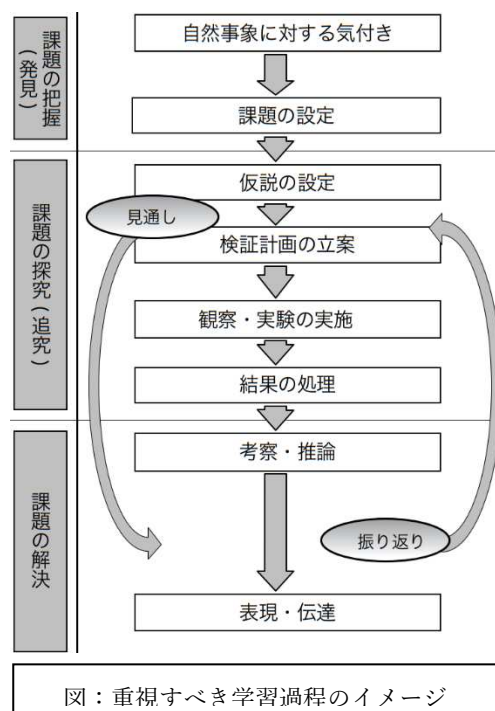 課題の把握
(発見)
自然事象に対する気付き
課題の設定
課題の探究(追究)
仮説の設定
見通し
検証計画の立案
観察・実験の実施
結果の処理
課題の解決
考察・推論
振り返り
表現・伝達
図：重視すべき学習過程のイメージ